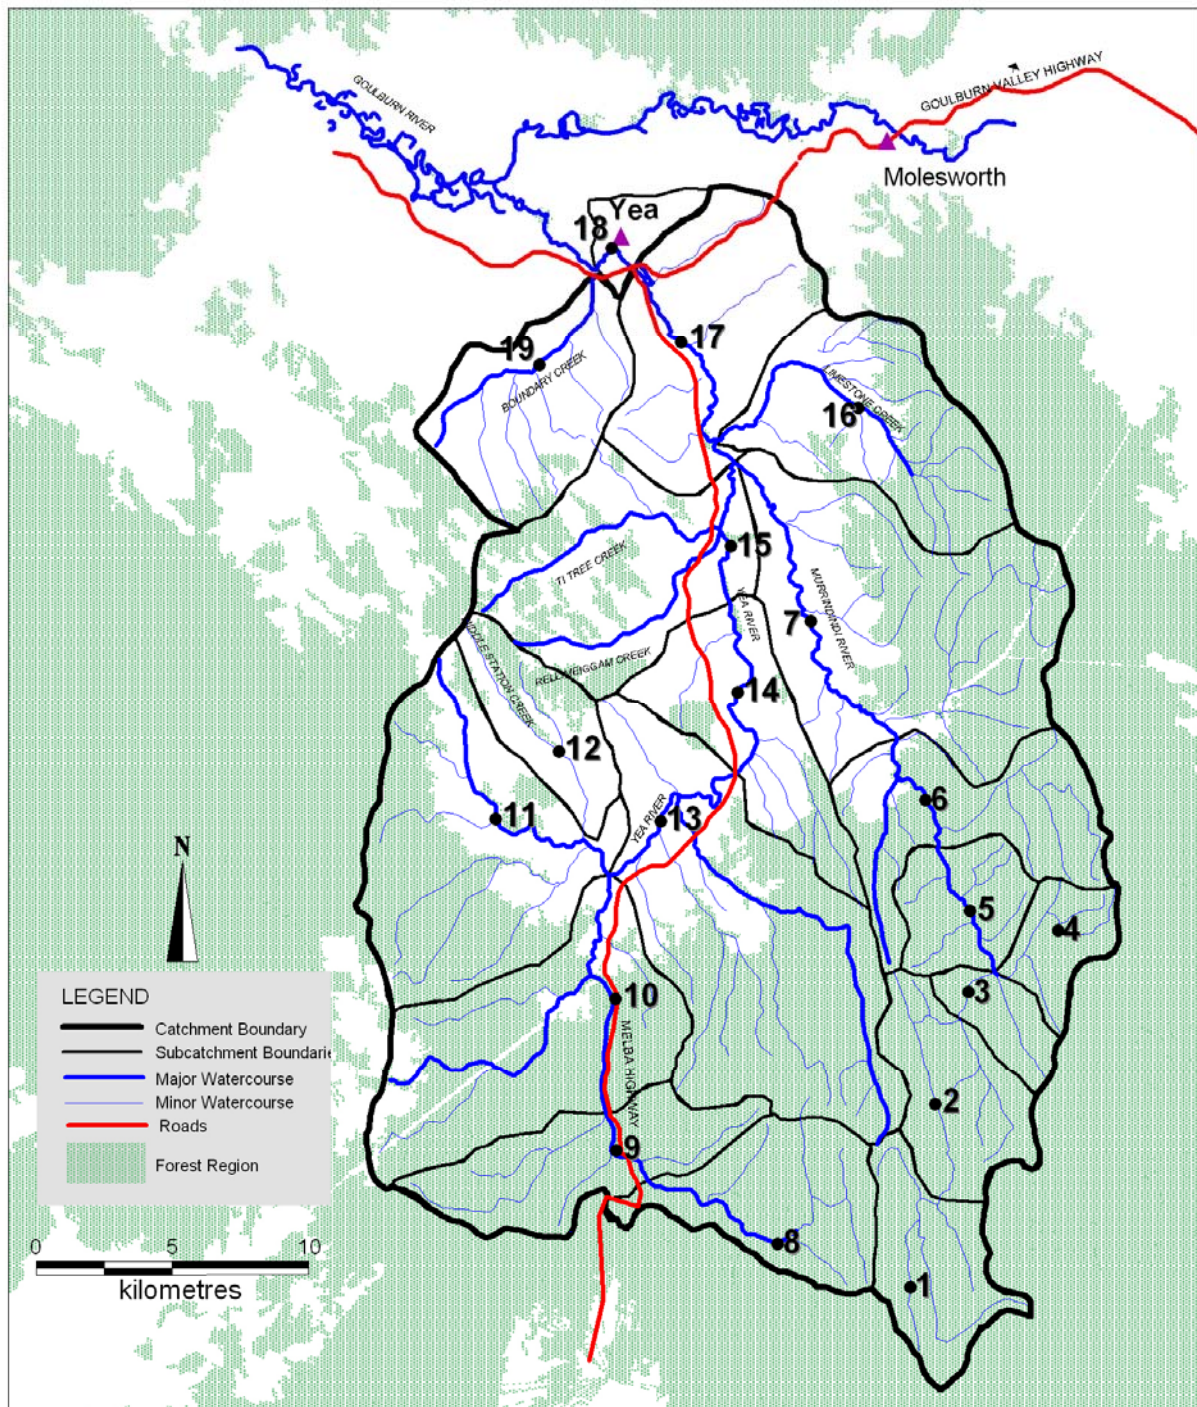 GOULBURN RIVER
GOULBURN VALLEY HIGHWAY
Molesworth
Yea
18
17
19
BOUNDARY CREEK
LIMESTONE CREEK
16
15
TI TREE CREEK
YEA RIVER
MURRINDINDI RIVER
7
IDDLE STATION CREEK
14
12
6
11
YEA RIVER
13
5
4
3
N
10
MELBA HIGHWAY
2
9
8
1
LEGEND
Catchment Boundary
Subcatchment Boundarie
Major Watercourse
Minor Watercourse
Roads
Forest Region
0 5 10
kilometres